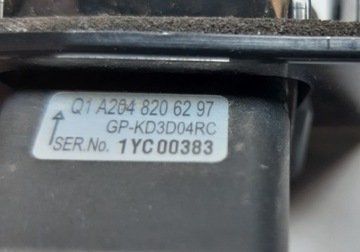 Q1 A204 820 62 97
GP-KD3D04RC
SER.No. 1YC00383